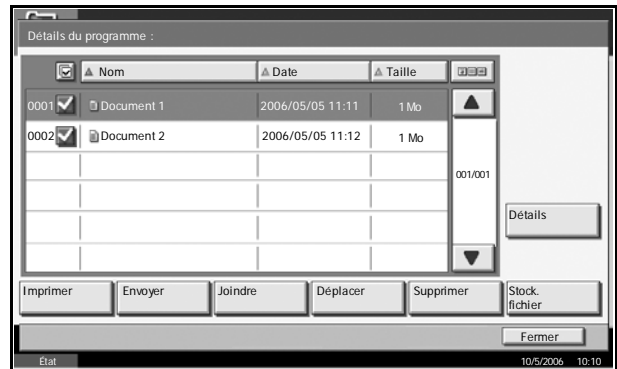 Détails du programme :
Nom Date Taille
0001 Document 1 2006/05/05 11:11 1 Mo
0002 Document 2 2006/05/05 11:12 1 Mo
001/001
Détails
Imprimer Envoyer Joindre Déplacer Supprimer Stock.
fichier
Fermer
État 10/5/2006 10:10